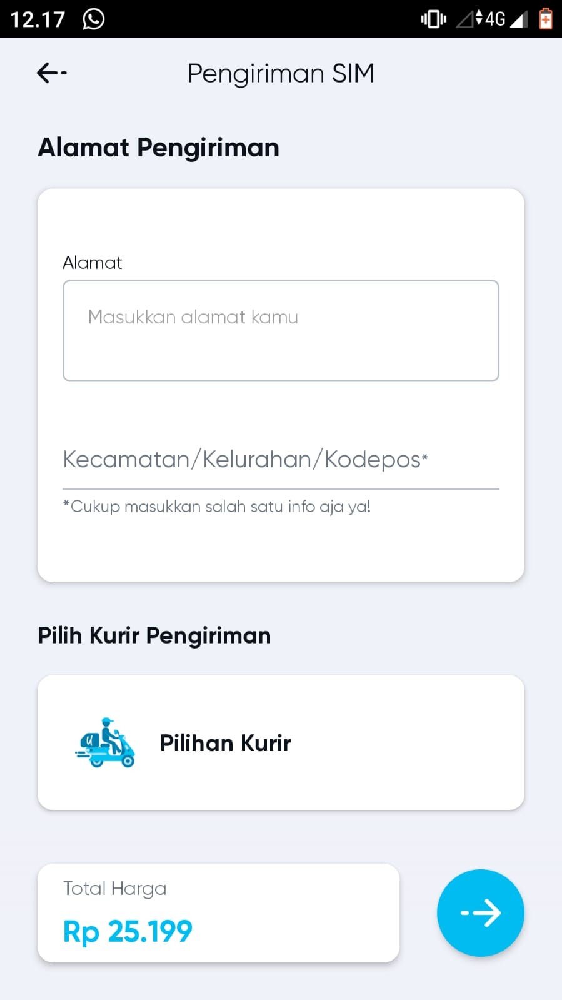 12.17
4G
Pengiriman SIM
Alamat Pengiriman
Alamat
Masukkan alamat kamu
Kecamatan/Kelurahan/Kodepos*
*Cukup masukkan salah satu info aja ya!
Pilih Kurir Pengiriman
u
Pilihan Kurir
Total Harga
Rp 25.199